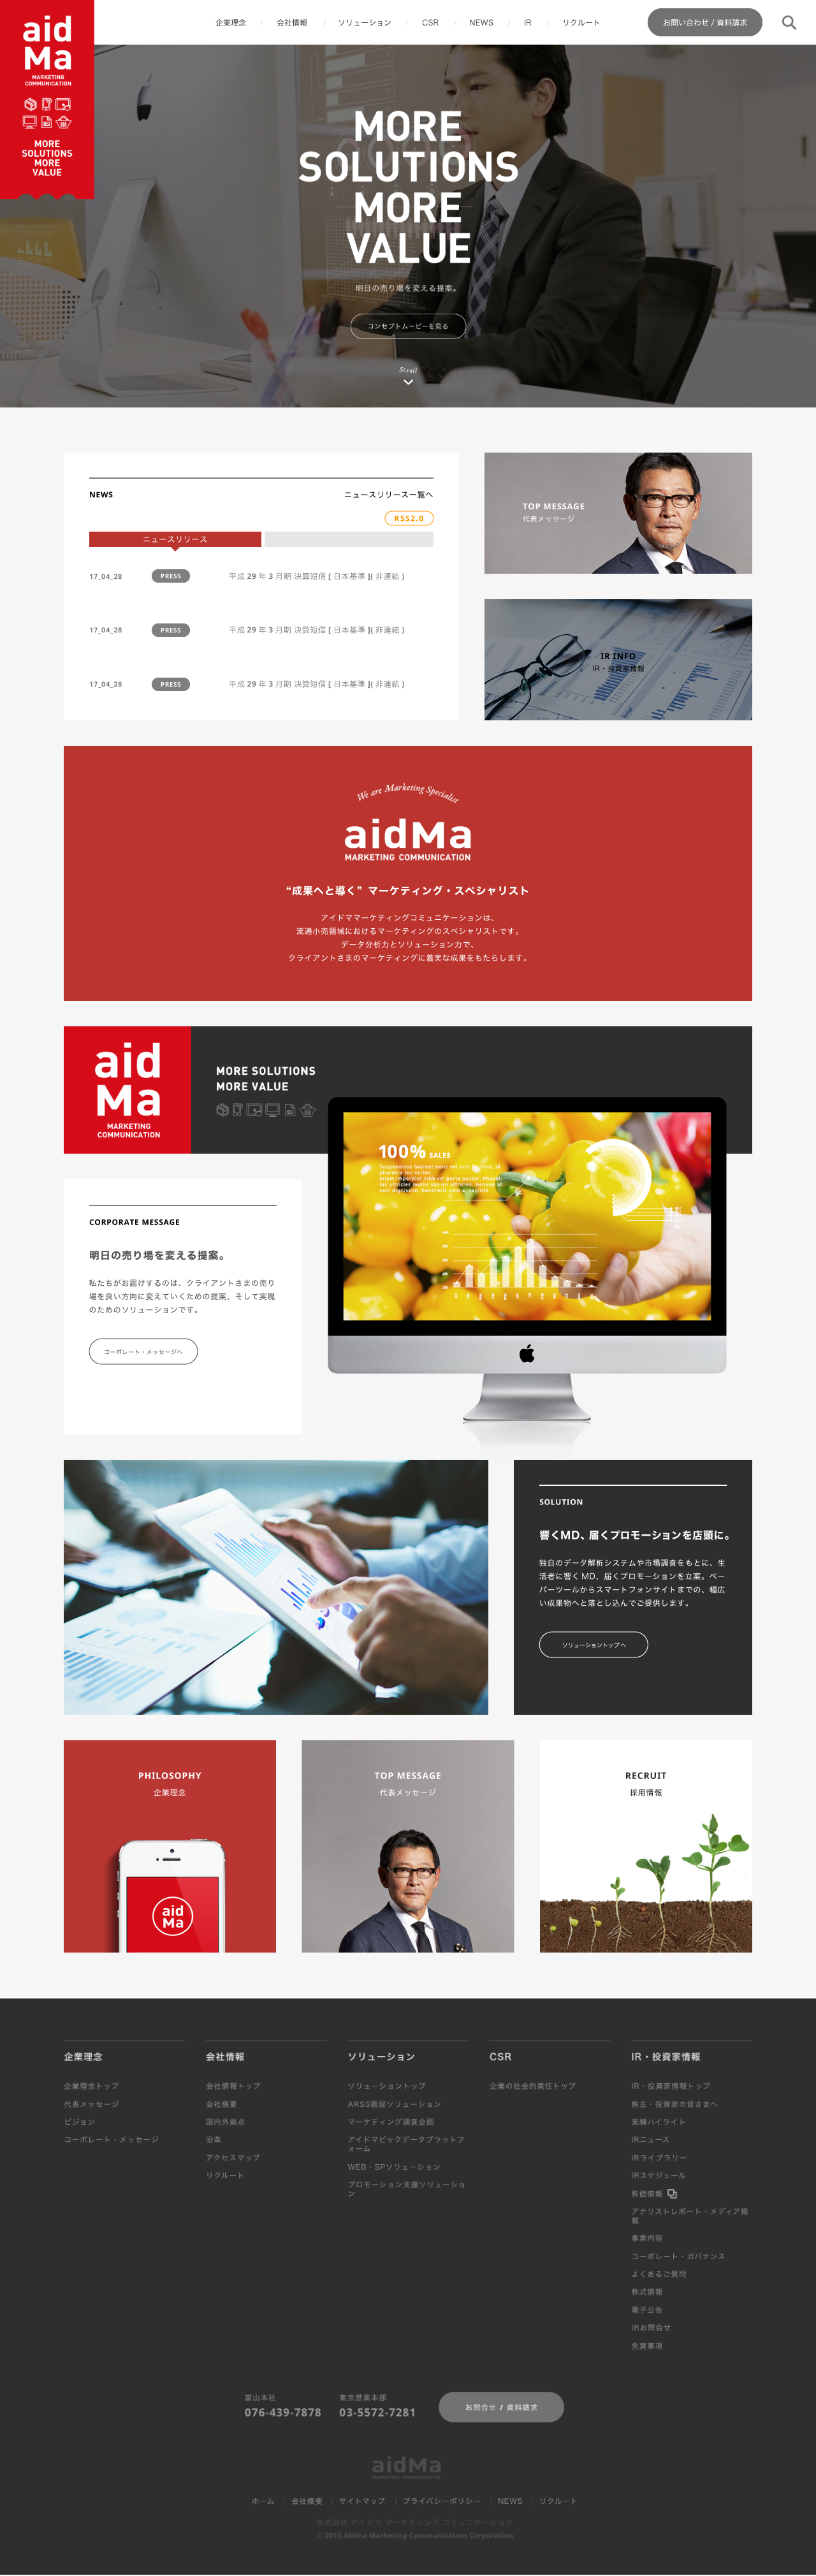 aid
Ma
MARKETING
COMMUNICATION
MORE
SOLUTIONS
MORE
VALUE
企業理念 / 会社情報 / ソリューション / CSR / NEWS / IR / リクルート
お問い合わせ / 資料請求
MORE
SOLUTIONS
MORE
VALUE
明日の売り場を変える提案。
コンセプトムービーを見る
Scroll
NEWS
ニュースリリース一覧へ
RSS2.0
ニュースリリース
17_04_28 PRESS 平成 29 年 3 月期 決算短信 [ 日本基準 ]( 非連結 )
17_04_28 PRESS 平成 29 年 3 月期 決算短信 [ 日本基準 ]( 非連結 )
17_04_28 PRESS 平成 29 年 3 月期 決算短信 [ 日本基準 ]( 非連結 )
TOP MESSAGE
代表メッセージ
IR INFO
IR・投資家情報
We are Marketing Specialist
aidMa
MARKETING COMMUNICATION
“成果へと導く”マーケティング・スペシャリスト
アイドママーケティングコミュニケーションは、
流通小売領域におけるマーケティングのスペシャリストです。
データ分析力とソリューション力で、
クライアントさまのマーケティングに着実な成果をもたらします。
aid
Ma
MARKETING
COMMUNICATION
MORE SOLUTIONS
MORE VALUE
100% SALES
CORPORATE MESSAGE
明日の売り場を変える提案。
私たちがお届けするのは、クライアントさまの売り
場を良い方向に変えていくための提案、そして実現
のためのソリューションです。
コーポレート・メッセージへ
SOLUTION
響くMD、届くプロモーションを店頭に。
独自のデータ解析システムや市場調査をもとに、生
活者に響く MD、届くプロモーションを立案。ペー
パーツールからスマートフォンサイトまでの、幅広
い成果物へと落とし込んでご提供します。
ソリューショントップへ
PHILOSOPHY
企業理念
aid
Ma
TOP MESSAGE
代表メッセージ
RECRUIT
採用情報
企業理念
企業理念トップ
代表メッセージ
ビジョン
コーポレート・メッセージ
会社情報
会社情報トップ
会社概要
国内外拠点
沿革
アクセスマップ
リクルート
ソリューション
ソリューショントップ
ARSS販促ソリューション
マーケティング調査企画
アイドマビックデータプラットフ
ォーム
WEB・SPソリューション
プロモーション支援ソリューショ
ン
CSR
企業の社会的責任トップ
IR・投資家情報
IR・投資家情報トップ
株主・投資家の皆さまへ
業績ハイライト
IRニュース
IRライブラリー
IRスケジュール
株価情報
アナリストレポート・メディア掲
載
事業内容
コーポレート・ガバナンス
よくあるご質問
株式情報
電子公告
IRお問合せ
免責事項
富山本社
076-439-7878
東京営業本部
03-5572-7281
お問合せ / 資料請求
aidMa
MARKETING COMMUNICATION
ホーム | 会社概要 | サイトマップ | プライバシーポリシー | NEWS | リクルート
株式会社 アイドマ マーケティング コミュニケーション
© 2015 Aidma Marketing Communication Corporation